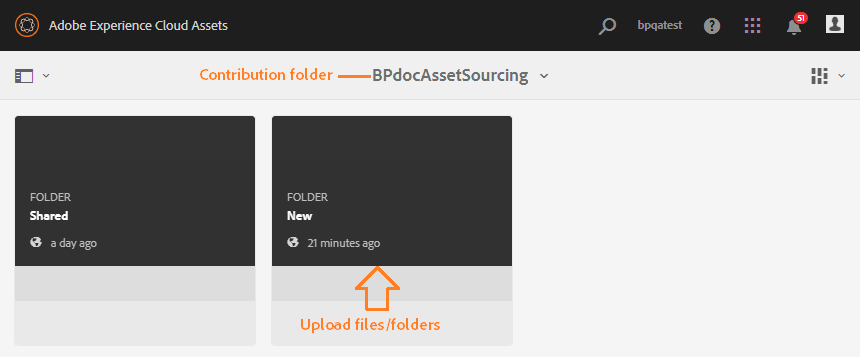 Adobe Experience Cloud Assets
bpqatest
?
51
Contribution folder
BPdocAssetSourcing
FOLDER
Shared
a day ago
FOLDER
New
21 minutes ago
Upload files/folders